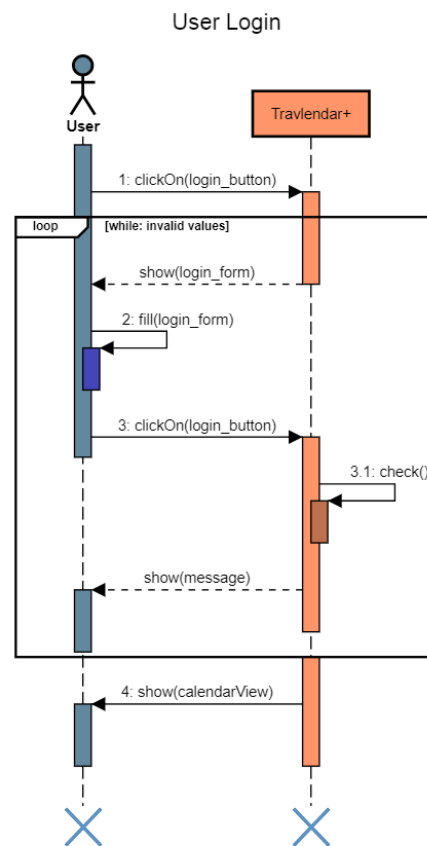 User Login
User
Travlendar+
1: clickOn(login_button)
loop
[while: invalid values]
show(login_form)
2: fill(login_form)
3: clickOn(login_button)
3.1: check()
show(message)
4: show(calendarView)